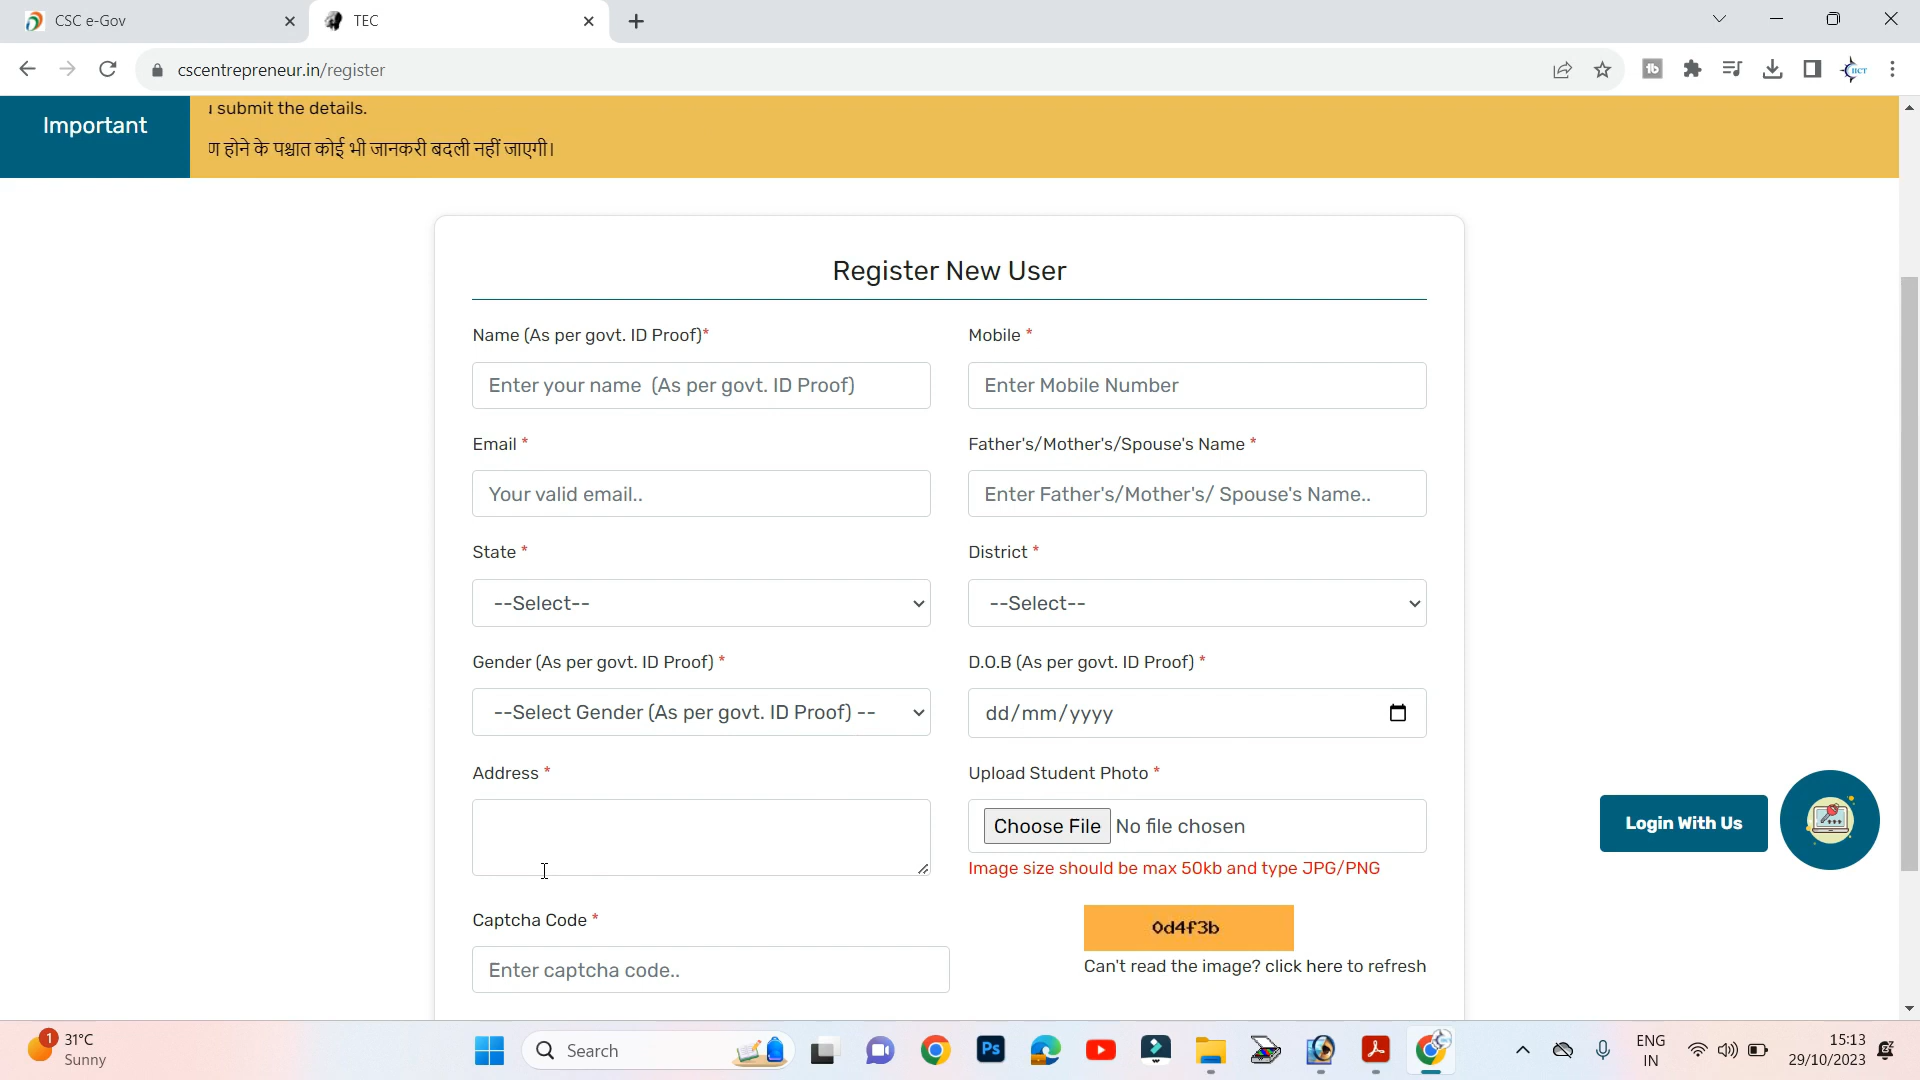 CSC e-Gov
TEC
cscentrepreneur.in/register
Important
submit the details.
होने के पश्चात कोई भी जानकरी बदली नहीं जाएगी।
Register New User
Name (As per govt. ID Proof)*
Mobile *
Enter your name (As per govt. ID Proof)
Enter Mobile Number
Email *
Father's/Mother's/Spouse's Name *
Your valid email..
Enter Father's/Mother's/ Spouse's Name..
State *
District *
--Select--
--Select--
Gender (As per govt. ID Proof) *
D.O.B (As per govt. ID Proof) *
--Select Gender (As per govt. ID Proof) --
dd/mm/yyyy
Address *
Upload Student Photo *
Choose File No file chosen
Login With Us
Image size should be max 50kb and type JPG/PNG
Captcha Code *
0d4f3b
Enter captcha code..
Can't read the image? click here to refresh
1
31°C
Sunny
Search
Ps
ENG
IN
15:13
29/10/2023